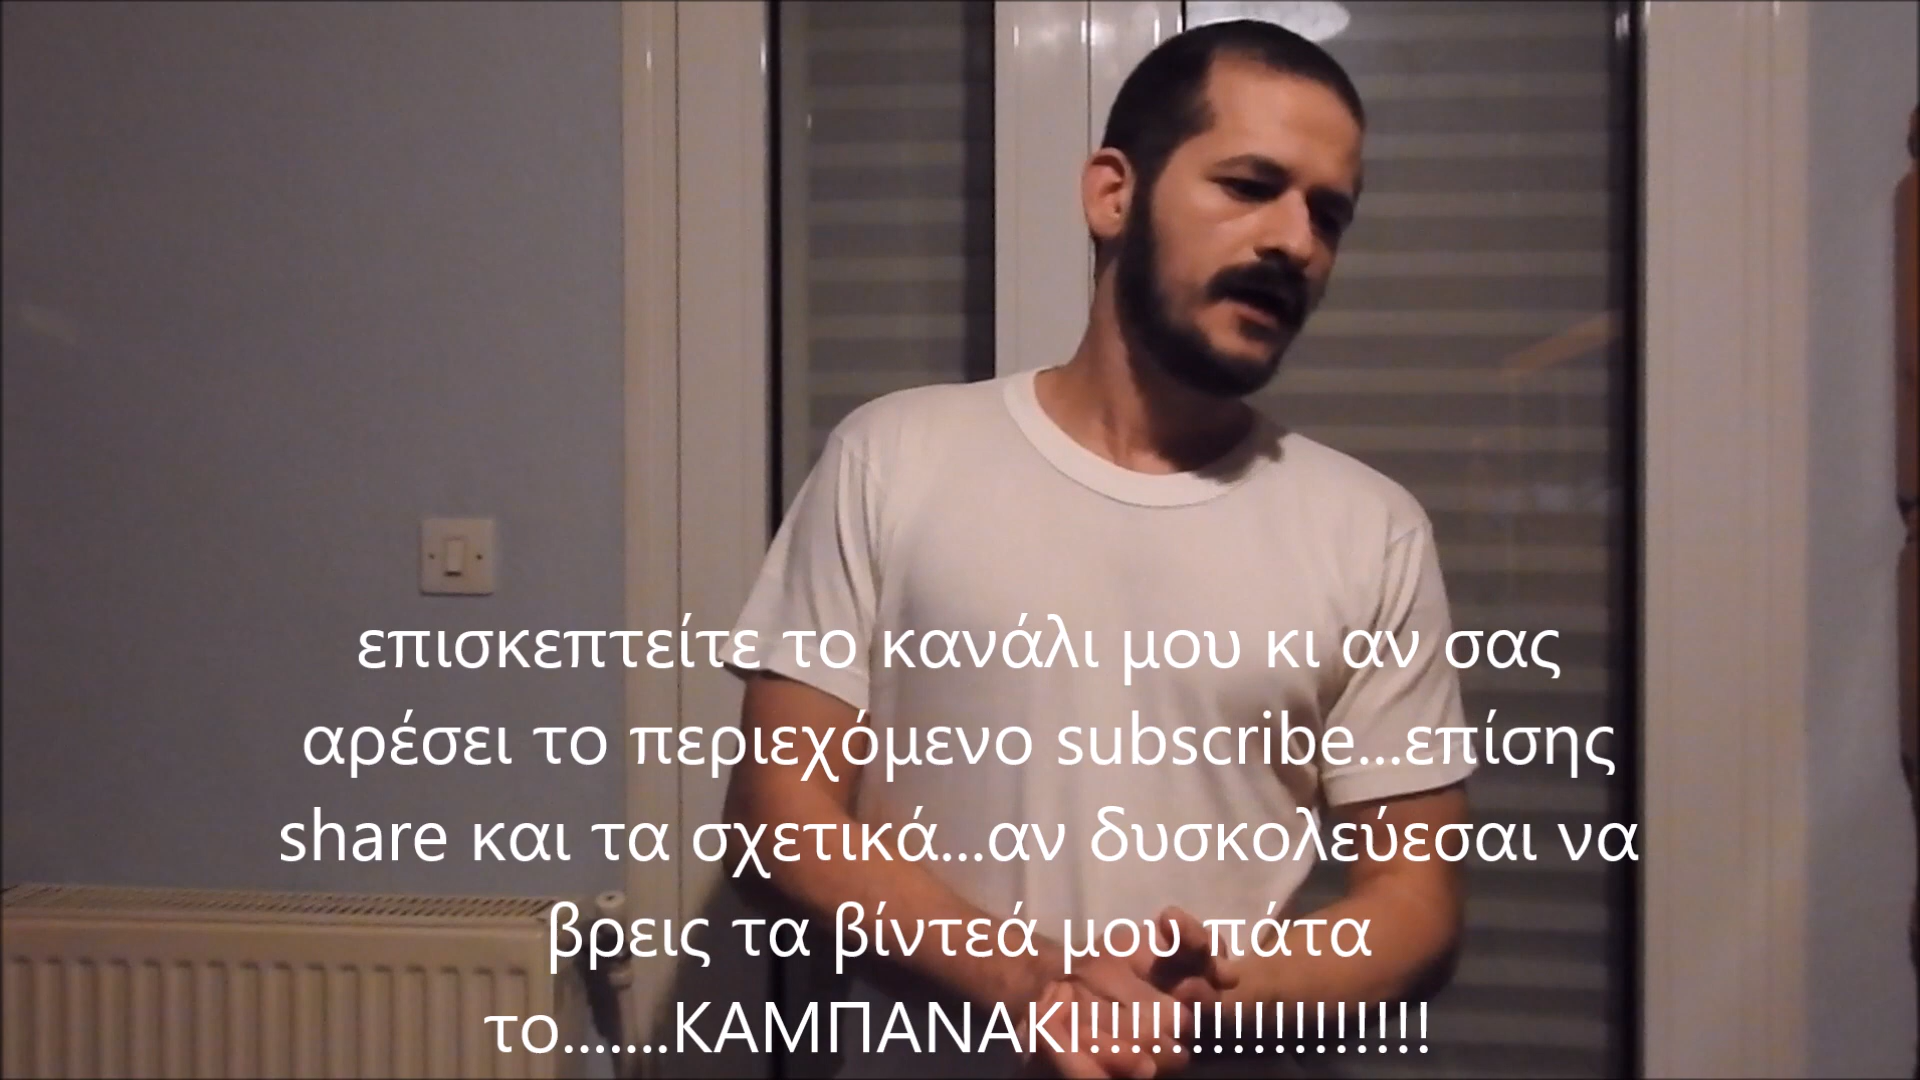 επισκεπτείτε το κανάλι μου κι αν σας
αρέσει το περιεχόμενο subscribe...επίσης
share και τα σχετικά...αν δυσκολεύεσαι να
βρεις τα βίντεά μου πάτα
το.......ΚΑΜΠΑΝΑΚΙ!!!!!!!!!!!!!!!!!!